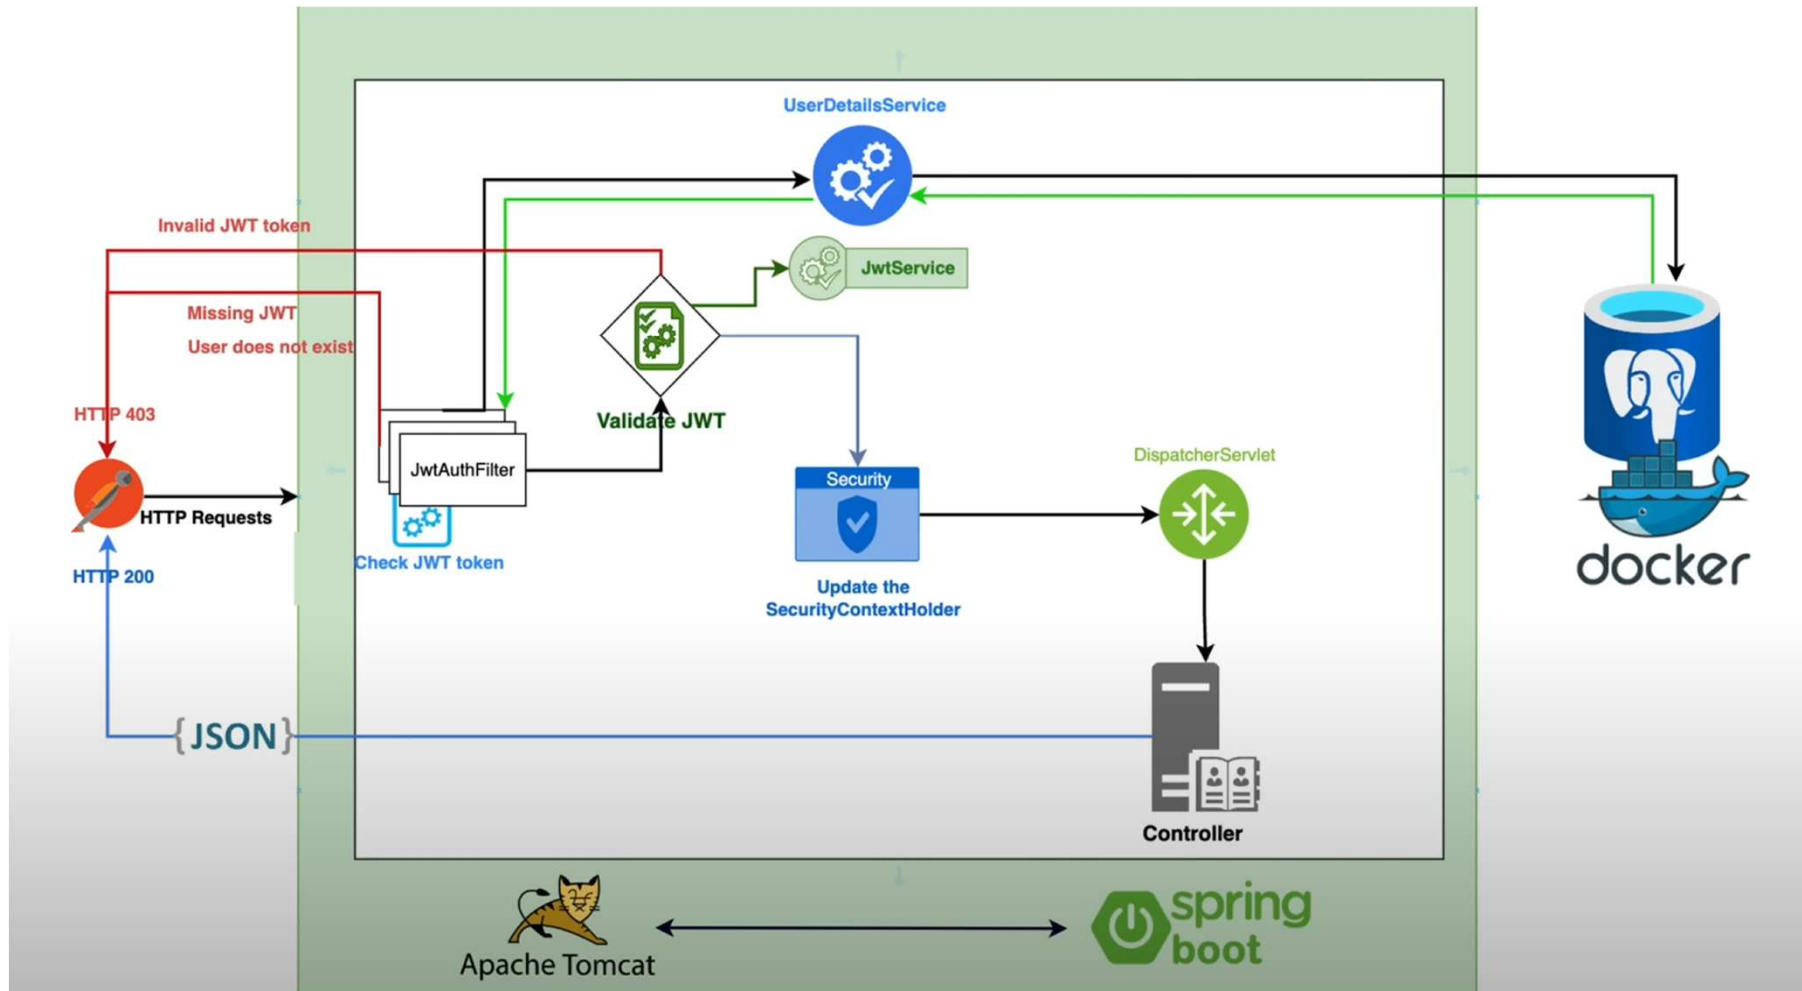 UserDetailsService
Invalid JWT token
JwtService
Missing JWT
User does not exist
HTTP 403
Validate JWT
JwtAuthFilter
DispatcherServlet
Security
HTTP Requests
Check JWT token
HTTP 200
Update the
SecurityContextHolder
docker
{JSON}
Controller
Apache Tomcat
spring
boot